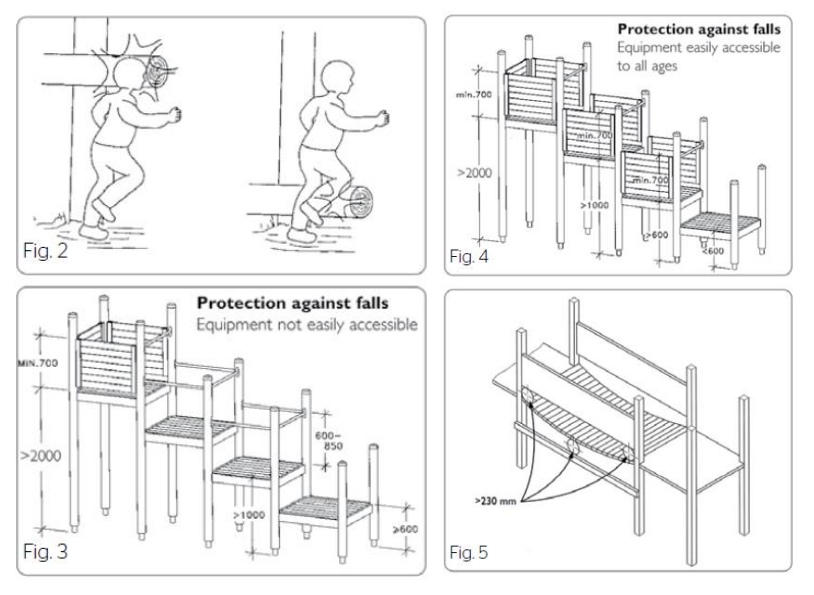 Fig. 2
Protection against falls
Equipment easily accessible
to all ages
min.700
min.700
min.700
>2000
>1000
>600
<600
Fig. 4
Protection against falls
Equipment not easily accessible
MIN.700
600-
850
>2000
>1000
⩾600
Fig. 3
>230 mm
Fig. 5